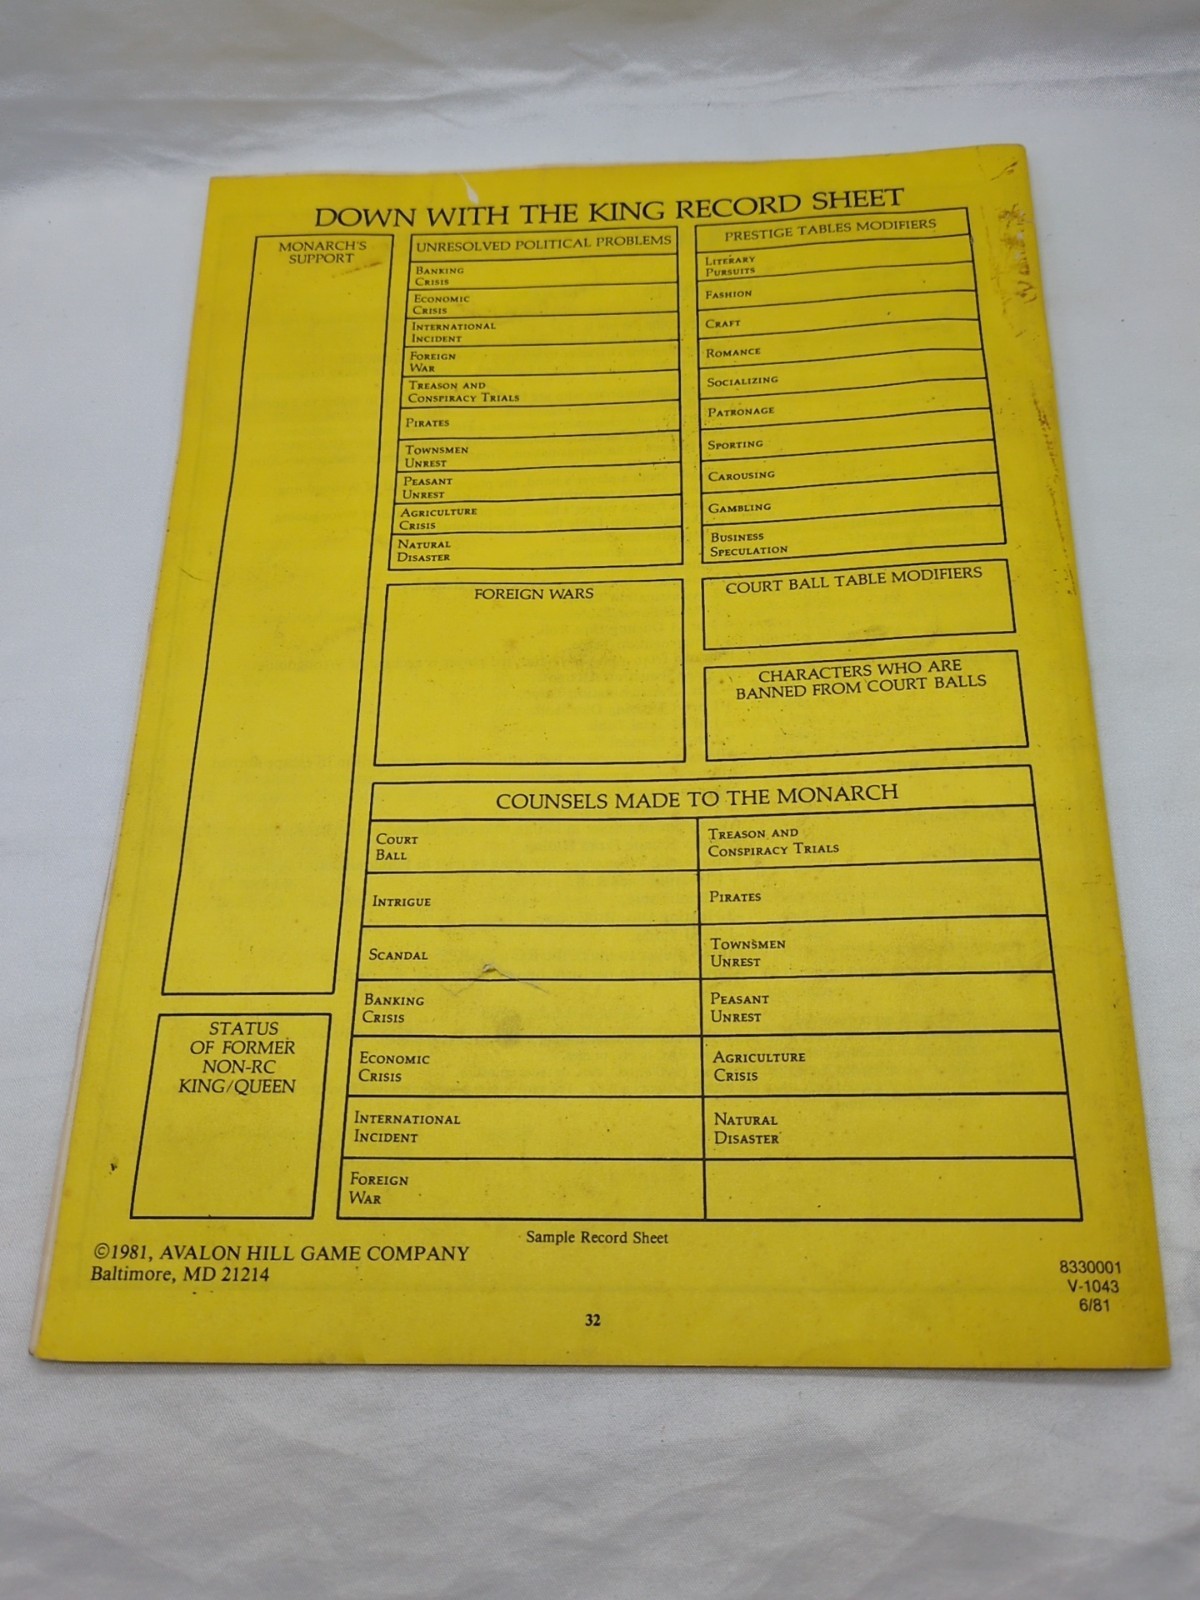 DOWN WITH THE KING RECORD SHEET
MONARCH'S
SUPPORT
UNRESOLVED POLITICAL PROBLEMS
BANKING
CRISIS
ECONOMIC
CRISIS
INTERNATIONAL
INCIDENT
FOREIGN
WAR
TREASON AND
CONSPIRACY TRIALS
PIRATES
TOWNSMEN
UNREST
PEASANT
UNREST
AGRICULTURE
CRISIS
NATURAL
DISASTER
PRESTIGE TABLES MODIFIERS
LITERARY
PURSUITS
FASHION
CRAFT
ROMANCE
SOCIALIZING
PATRONAGE
SPORTING
CAROUSING
GAMBLING
BUSINESS
SPECULATION
FOREIGN WARS
COURT BALL TABLE MODIFIERS
CHARACTERS WHO ARE
BANNED FROM COURT BALLS
COUNSELS MADE TO THE MONARCH
COURT
BALL
INTRIGUE
SCANDAL
BANKING
CRISIS
ECONOMIC
CRISIS
INTERNATIONAL
INCIDENT
FOREIGN
WAR
TREASON AND
CONSPIRACY TRIALS
PIRATES
TOWNSMEN
UNREST
PEASANT
UNREST
AGRICULTURE
CRISIS
NATURAL
DISASTER
STATUS
OF FORMER
NON-RC
KING/QUEEN
Sample Record Sheet
©1981, AVALON HILL GAME COMPANY
Baltimore, MD 21214
8330001
V-1043
6/81
32